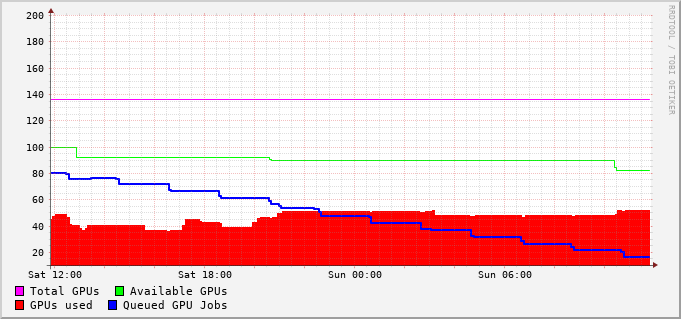 200
180
160
140
120
100
80
60
40
20
Sat 12:00 Sat 18:00 Sun 00:00 Sun 06:00
Total GPUs Available GPUs
GPUs used Queued GPU Jobs
RRDTOOL / TOBI OETIKER